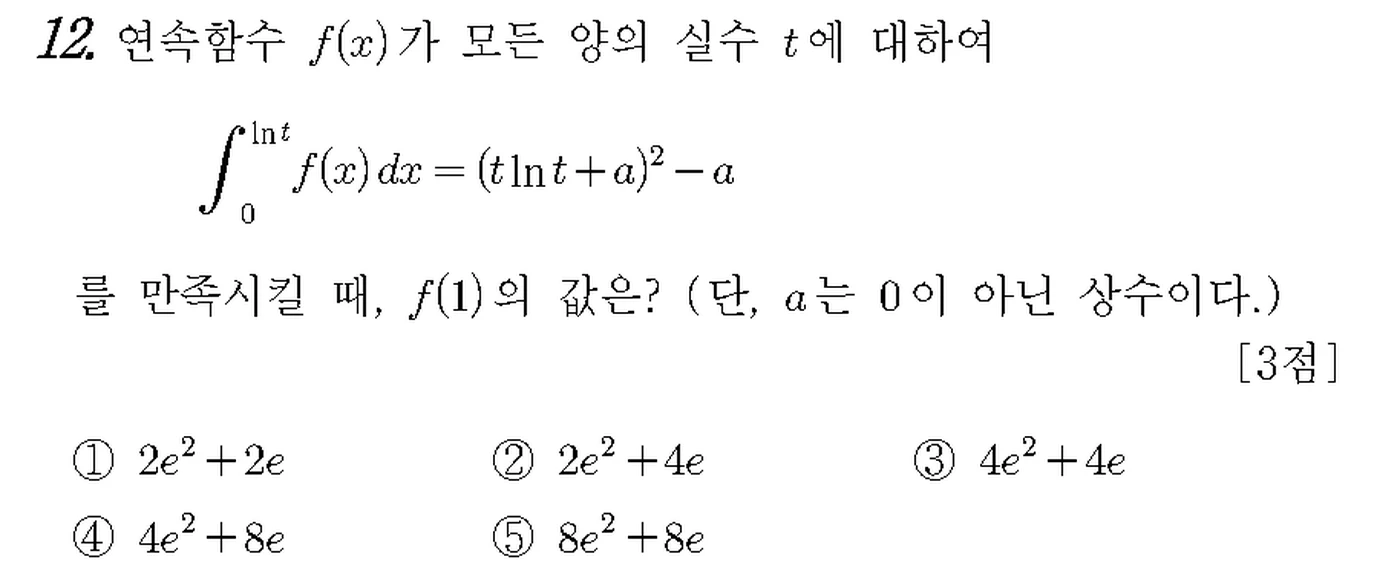 12. 연속함수 f(x)가 모든 양의 실수 t에 대하여
∫₀^{ln t} f(x)dx = (t ln t + a)² − a
를 만족시킬 때, f(1)의 값은? (단, a는 0이 아닌 상수이다.)
[3점]
① 2e²+2e ② 2e²+4e ③ 4e²+4e
④ 4e²+8e ⑤ 8e²+8e